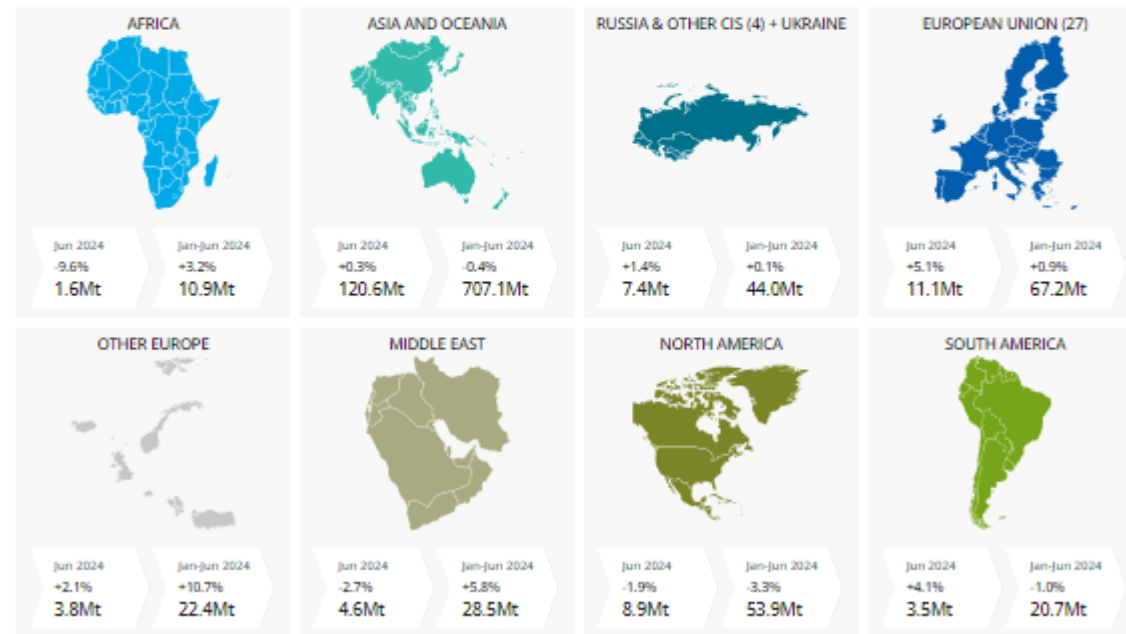 AFRICA
Jun 2024
-9.6%
1.6Mt
Jan-Jun 2024
+3.2%
10.9Mt
ASIA AND OCEANIA
Jun 2024
+0.3%
120.6Mt
Jan-Jun 2024
-0.4%
707.1Mt
RUSSIA & OTHER CIS (4) + UKRAINE
Jun 2024
+1.4%
7.4Mt
Jan-Jun 2024
+0.1%
44.0Mt
EUROPEAN UNION (27)
Jun 2024
+5.1%
11.1Mt
Jan-Jun 2024
+0.9%
67.2Mt
OTHER EUROPE
Jun 2024
+2.1%
3.8Mt
Jan-Jun 2024
+10.7%
22.4Mt
MIDDLE EAST
Jun 2024
-2.7%
4.6Mt
Jan-Jun 2024
+5.8%
28.5Mt
NORTH AMERICA
Jun 2024
-1.9%
8.9Mt
Jan-Jun 2024
-3.3%
53.9Mt
SOUTH AMERICA
Jun 2024
+4.1%
3.5Mt
Jan-Jun 2024
-1.0%
20.7Mt